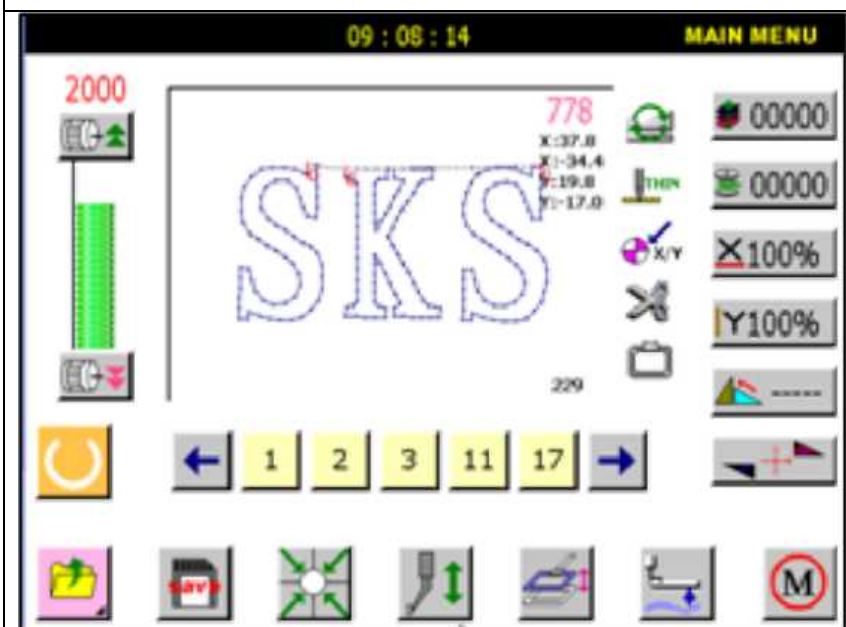 09 : 08 : 14
MAIN MENU
2000
778
X:37.8
X:-34.4
Y:19.8
Y:-17.0
SKS
THIN
X/Y
229
00000
00000
X100%
Y100%
-----
1 2 3 11 17
save
M